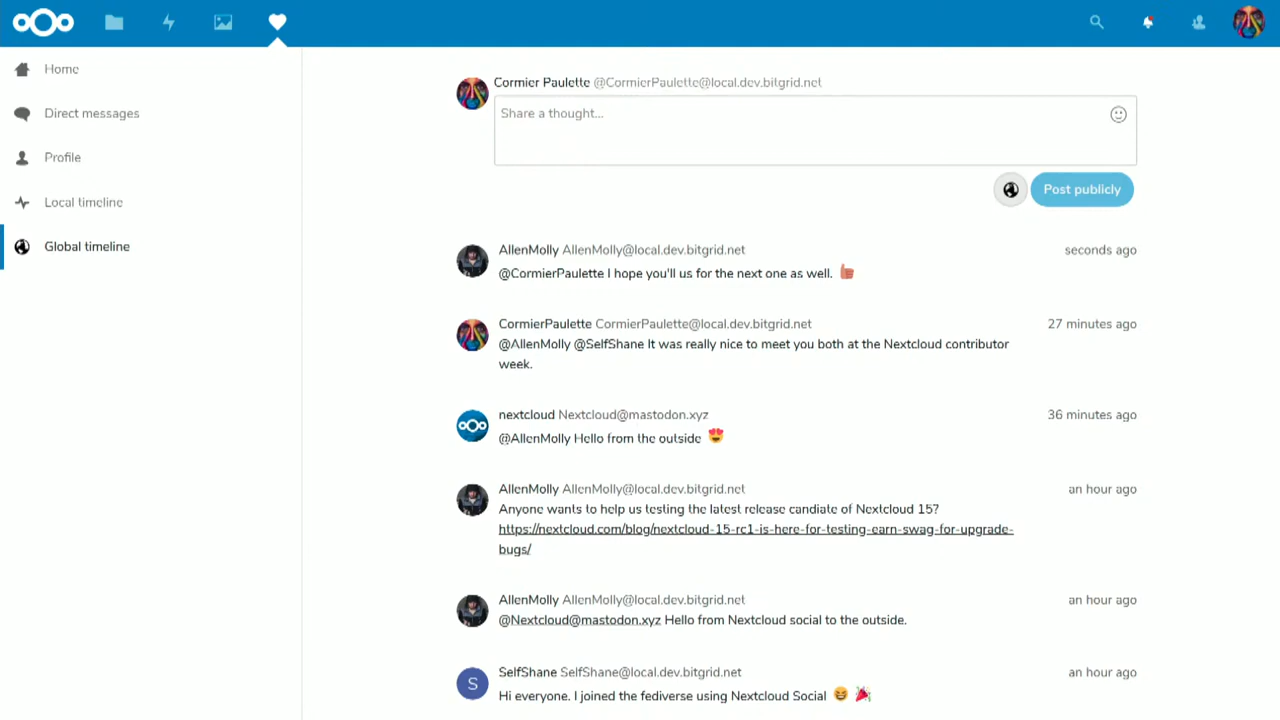 Home
Direct messages
Profile
Local timeline
Global timeline
Cormier Paulette @CormierPaulette@local.dev.bitgrid.net
Share a thought...
Post publicly
AllenMolly AllenMolly@local.dev.bitgrid.net seconds ago
@CormierPaulette I hope you'll us for the next one as well.
CormierPaulette CormierPaulette@local.dev.bitgrid.net 27 minutes ago
@AllenMolly @SelfShane It was really nice to meet you both at the Nextcloud contributor
week.
nextcloud Nextcloud@mastodon.xyz 36 minutes ago
@AllenMolly Hello from the outside 😍
AllenMolly AllenMolly@local.dev.bitgrid.net an hour ago
Anyone wants to help us testing the latest release candiate of Nextcloud 15?
https://nextcloud.com/blog/nextcloud-15-rc1-is-here-for-testing-earn-swag-for-upgrade-
bugs/
AllenMolly AllenMolly@local.dev.bitgrid.net an hour ago
@Nextcloud@mastodon.xyz Hello from Nextcloud social to the outside.
S
SelfShane SelfShane@local.dev.bitgrid.net an hour ago
Hi everyone. I joined the fediverse using Nextcloud Social 😆 🎉